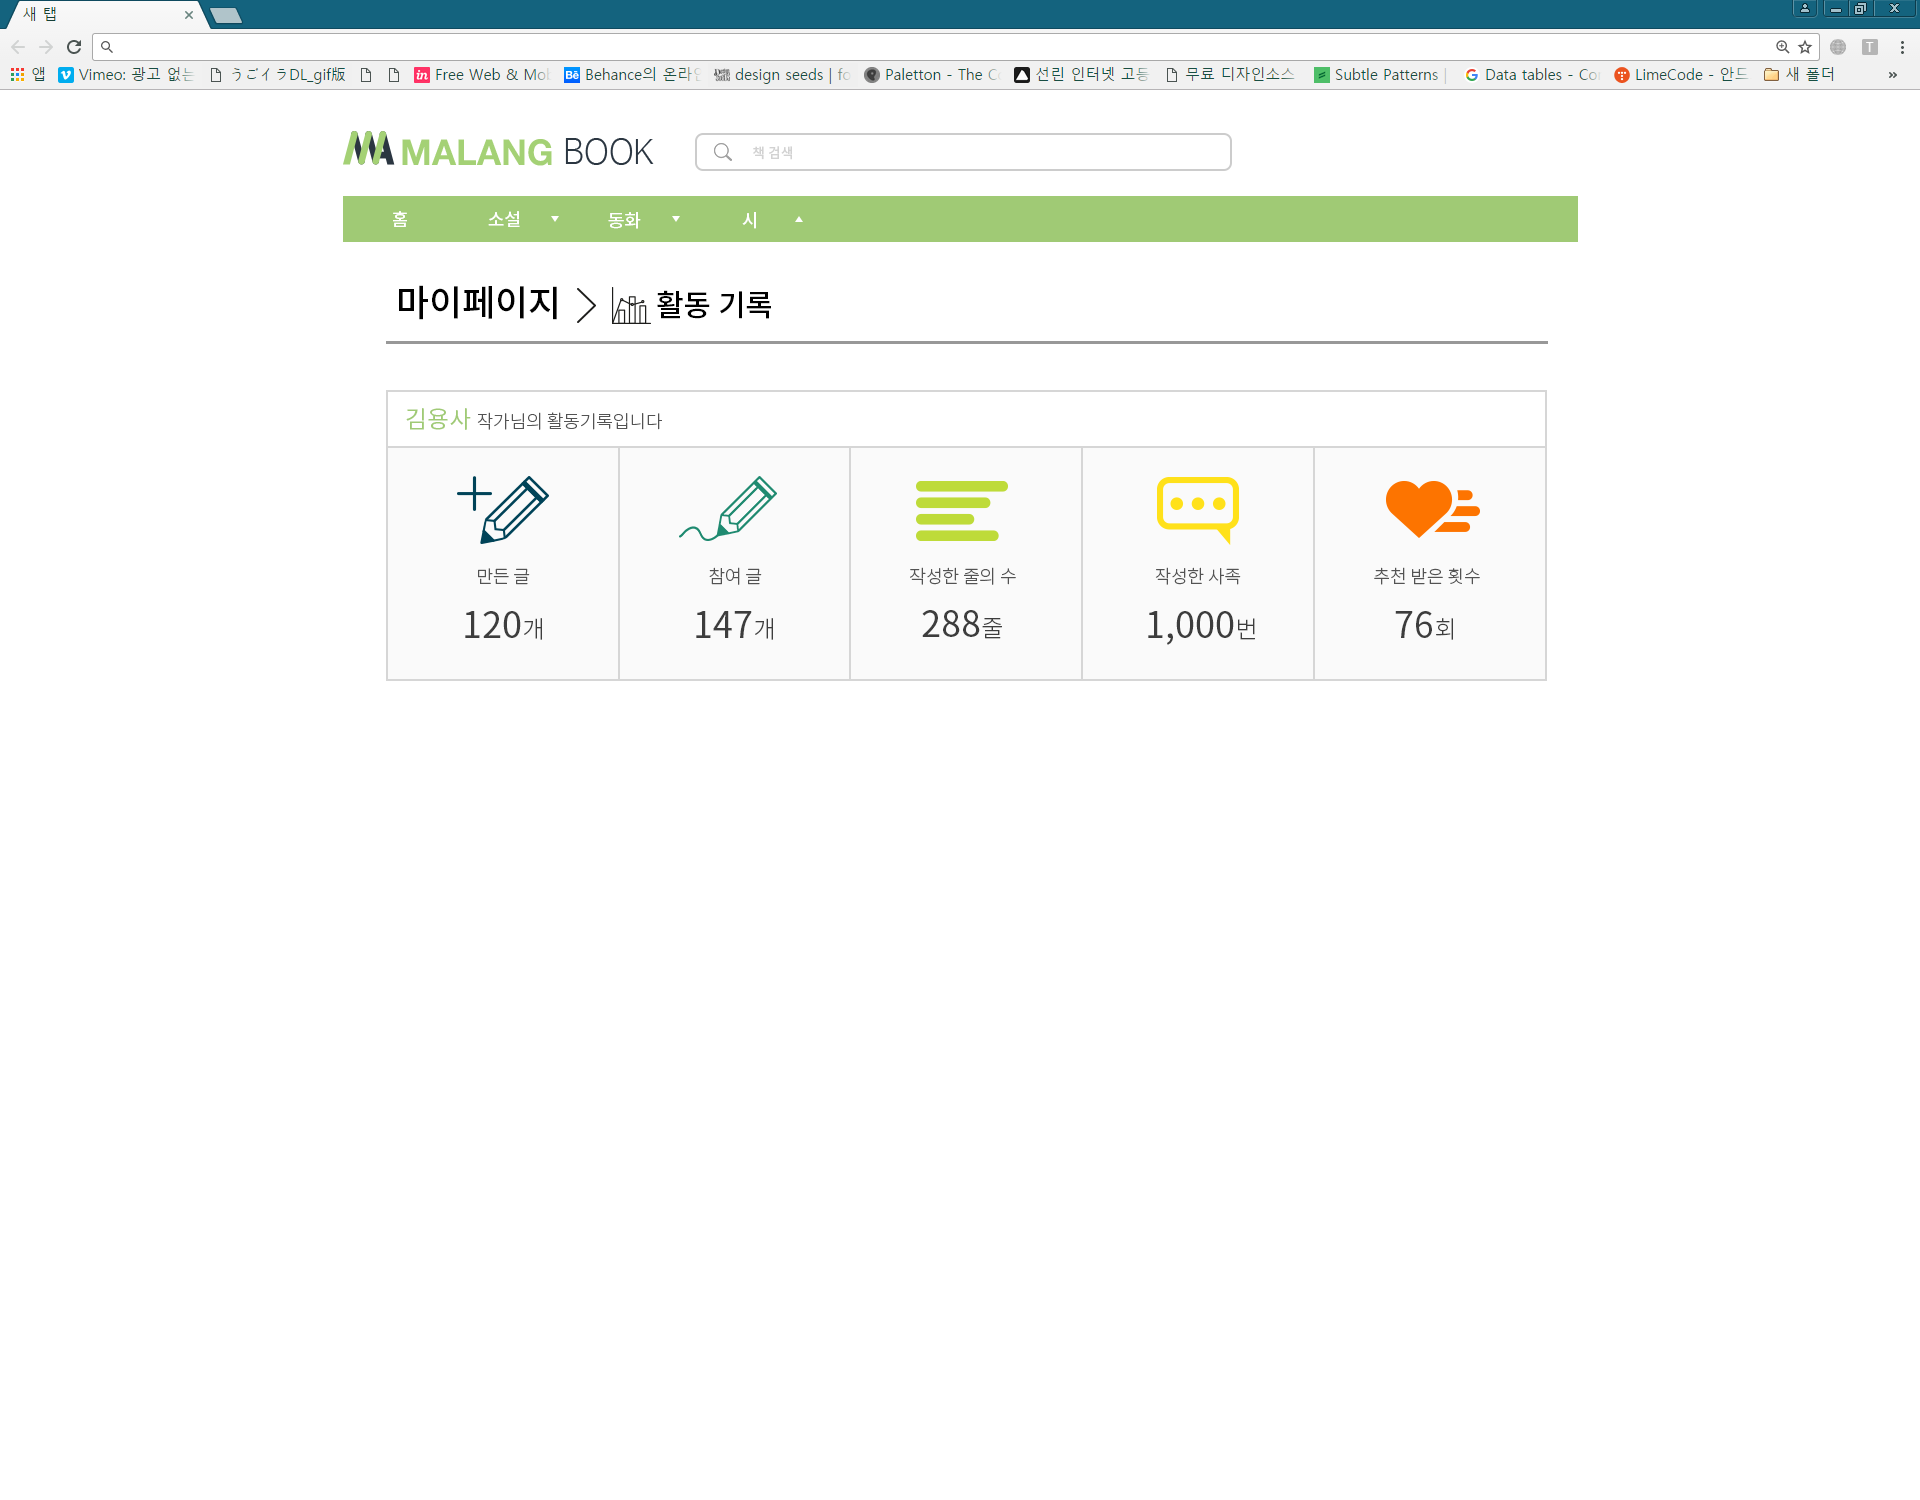 새 탭
앱 Vimeo: 광고 없는 うごイラDL_gif版 Free Web & Mob Behance의 온라인 design seeds | fo Paletton - The Co 선린 인터넷 고등 무료 디자인소스 Subtle Patterns | Data tables - Co LimeCode - 안드 새 폴더 »
MALANG BOOK 책 검색
홈 소설 동화 시
마이페이지 활동 기록
김용사 작가님의 활동기록입니다
만든 글 참여 글 작성한 줄의 수 작성한 사족 추천 받은 횟수
120개 147개 288줄 1,000번 76회